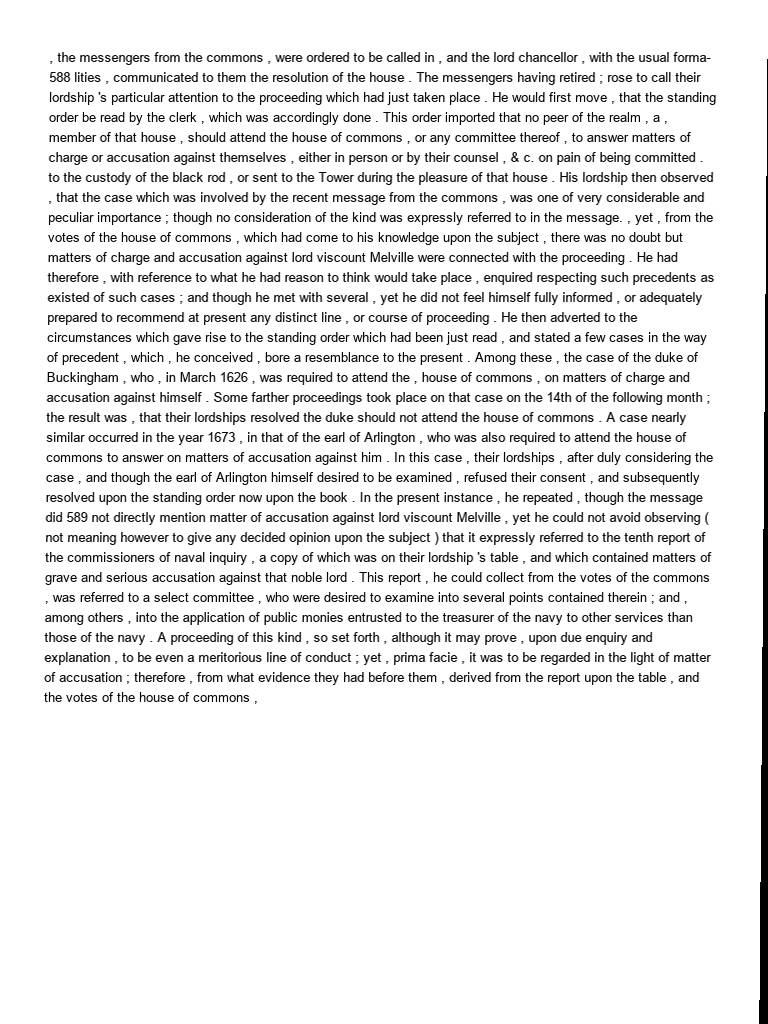 , the messengers from the commons , were ordered to be called in , and the lord chancellor , with the usual forma-
588 lities , communicated to them the resolution of the house . The messengers having retired ; rose to call their
lordship 's particular attention to the proceeding which had just taken place . He would first move , that the standing
order be read by the clerk , which was accordingly done . This order imported that no peer of the realm , a ,
member of that house , should attend the house of commons , or any committee thereof , to answer matters of
charge or accusation against themselves , either in person or by their counsel , & c. on pain of being committed .
to the custody of the black rod , or sent to the Tower during the pleasure of that house . His lordship then observed
, that the case which was involved by the recent message from the commons , was one of very considerable and
peculiar importance ; though no consideration of the kind was expressly referred to in the message. , yet , from the
votes of the house of commons , which had come to his knowledge upon the subject , there was no doubt but
matters of charge and accusation against lord viscount Melville were connected with the proceeding . He had
therefore , with reference to what he had reason to think would take place , enquired respecting such precedents as
existed of such cases ; and though he met with several , yet he did not feel himself fully informed , or adequately
prepared to recommend at present any distinct line , or course of proceeding . He then adverted to the
circumstances which gave rise to the standing order which had been just read , and stated a few cases in the way
of precedent , which , he conceived , bore a resemblance to the present . Among these , the case of the duke of
Buckingham , who , in March 1626 , was required to attend the , house of commons , on matters of charge and
accusation against himself . Some farther proceedings took place on that case on the 14th of the following month ;
the result was , that their lordships resolved the duke should not attend the house of commons . A case nearly
similar occurred in the year 1673 , in that of the earl of Arlington , who was also required to attend the house of
commons to answer on matters of accusation against him . In this case , their lordships , after duly considering the
case , and though the earl of Arlington himself desired to be examined , refused their consent , and subsequently
resolved upon the standing order now upon the book . In the present instance , he repeated , though the message
did 589 not directly mention matter of accusation against lord viscount Melville , yet he could not avoid observing (
not meaning however to give any decided opinion upon the subject ) that it expressly referred to the tenth report of
the commissioners of naval inquiry , a copy of which was on their lordship 's table , and which contained matters of
grave and serious accusation against that noble lord . This report , he could collect from the votes of the commons
, was referred to a select committee , who were desired to examine into several points contained therein ; and ,
among others , into the application of public monies entrusted to the treasurer of the navy to other services than
those of the navy . A proceeding of this kind , so set forth , although it may prove , upon due enquiry and
explanation , to be even a meritorious line of conduct ; yet , prima facie , it was to be regarded in the light of matter
of accusation ; therefore , from what evidence they had before them , derived from the report upon the table , and
the votes of the house of commons ,